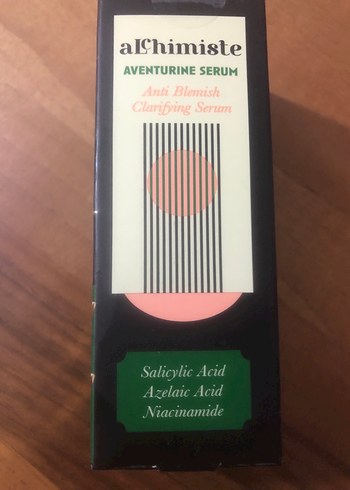 aLchimiste
AVENTURINE SERUM
Anti Blemish
Clarifying Serum
Salicylic Acid
Azelaic Acid
Niacinamide